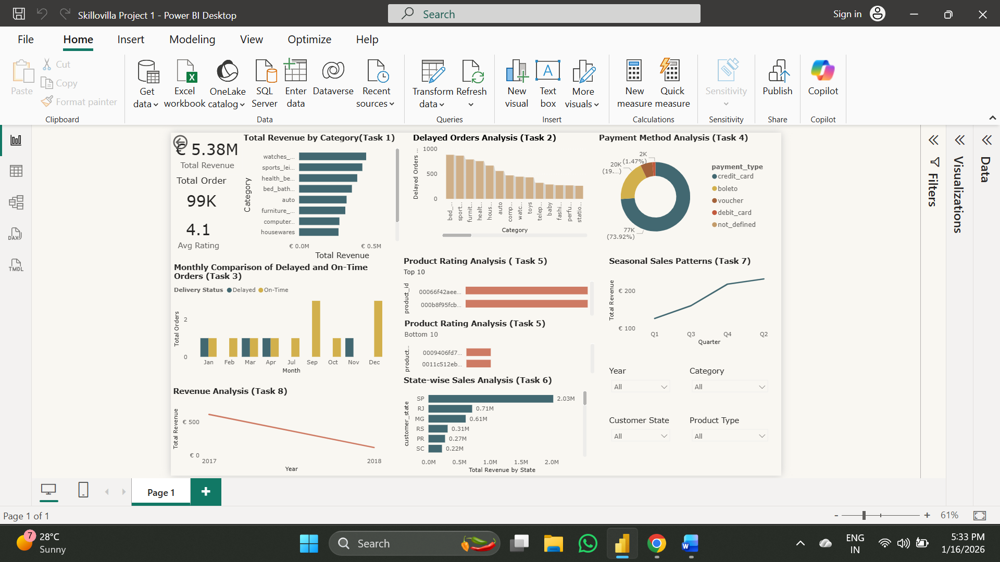 Skillovilla Project 1 - Power BI Desktop
Search
Sign in
File
Home
Insert
Modeling
View
Optimize
Help
Paste
Cut
Copy
Format painter
Clipboard
Get data
Excel workbook
OneLake catalog
SQL Server
Enter data
Dataverse
Recent sources
Data
Transform data
Refresh
Queries
New visual
Text box
More visuals
Insert
New measure
Quick measure
Calculations
Sensitivity
Sensitivity
Publish
Share
Copilot
Copilot
DAX
TMDL
€ 5.38M
Total Revenue
Total Order
99K
4.1
Avg Rating
Total Revenue by Category(Task 1)
Category
watches_...
sports_lei...
health_be...
bed_bath...
auto
furniture_...
computer...
housewares
€ 0.0M
€ 0.5M
Total Revenue
Delayed Orders Analysis (Task 2)
Delayed Orders ...
1000
500
0
bed_...
sport...
furnit...
healt...
hous...
auto
comp...
watc...
toys
telep...
baby
fashi...
perfu...
statio...
Category
Payment Method Analysis (Task 4)
2K
(1.47%)
20K
(19....)
77K
(73.92%)
payment_type
credit_card
boleto
voucher
debit_card
not_defined
Monthly Comparison of Delayed and On-Time
Orders (Task 3)
Delivery Status Delayed On-Time
Total Orders
2
0
Jan Feb Mar Apr Jul Sep Oct Nov Dec
Month
Product Rating Analysis ( Task 5)
Top 10
product_id
00066f42aee...
000b8f95fcb...
Product Rating Analysis (Task 5)
Bottom 10
product...
0009406fd7...
0011c512eb...
Seasonal Sales Patterns (Task 7)
Total Revenue
€ 200
€ 100
Q1 Q3 Q4 Q2
Quarter
Revenue Analysis (Task 8)
Total Revenue
€ 500
€ 0
2017 2018
Year
State-wise Sales Analysis (Task 6)
customer_state
SP 2.03M
RJ 0.71M
MG 0.61M
RS 0.31M
PR 0.27M
SC 0.22M
0.0M 0.5M 1.0M 1.5M 2.0M
Total Revenue by State
Year
All
Category
All
Customer State
All
Product Type
All
Filters
Visualizations
Data
Page 1
Page 1 of 1
61%
7
28°C
Sunny
Search
ENG
IN
5:33 PM
1/16/2026